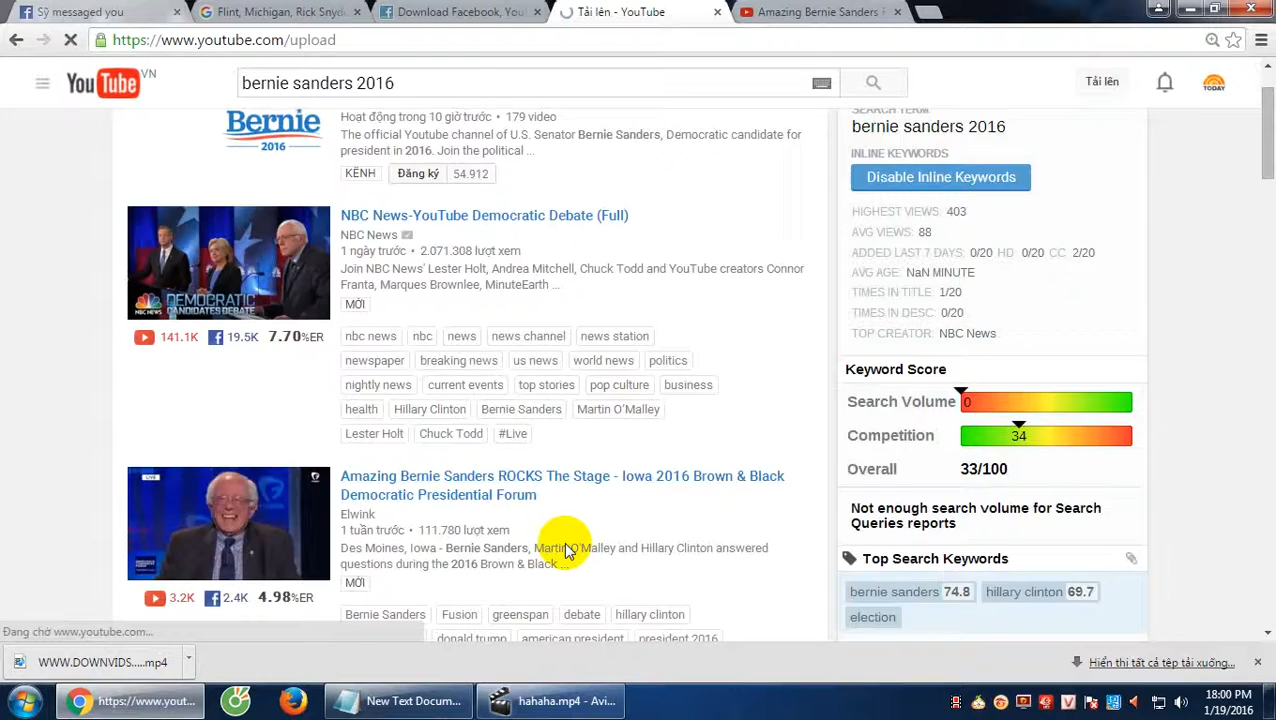 Sỹ messaged you
Flint, Michigan, Rick Snyd
Download Facebook, You
Tải lên - YouTube
Amazing Bernie Sanders R
https://www.youtube.com/upload
YouTube VN
bernie sanders 2016
Tải lên
TODAY
Bernie
2016
Hoạt động trong 10 giờ trước • 179 video
The official Youtube channel of U.S. Senator Bernie Sanders, Democratic candidate for
president in 2016. Join the political ...
KÊNH
Đăng ký 54.912
NBC News-YouTube Democratic Debate (Full)
NBC News
1 ngày trước • 2.071.308 lượt xem
Join NBC News' Lester Holt, Andrea Mitchell, Chuck Todd and YouTube creators Connor
Franta, Marques Brownlee, MinuteEarth ...
MỚI
DEMOCRATIC
CANDIDATES DEBATE
141.1K 19.5K 7.70%ER
nbc news nbc news news channel news station
newspaper breaking news us news world news politics
nightly news current events top stories pop culture business
health Hillary Clinton Bernie Sanders Martin O'Malley
Lester Holt Chuck Todd #Live
LIVE
Amazing Bernie Sanders ROCKS The Stage - Iowa 2016 Brown & Black
Democratic Presidential Forum
Elwink
1 tuần trước • 111.780 lượt xem
Des Moines, Iowa - Bernie Sanders, Martin O'Malley and Hillary Clinton answered
questions during the 2016 Brown & Black ...
MỚI
3.2K 2.4K 4.98%ER
Bernie Sanders Fusion greenspan debate hillary clinton
donald trump american president president 2016
SEARCH TERM
bernie sanders 2016
INLINE KEYWORDS
Disable Inline Keywords
HIGHEST VIEWS: 403
AVG VIEWS: 88
ADDED LAST 7 DAYS: 0/20 HD: 0/20 CC: 2/20
AVG AGE: NaN MINUTE
TIMES IN TITLE: 1/20
TIMES IN DESC: 0/20
TOP CREATOR: NBC News
Keyword Score
Search Volume 0
Competition 34
Overall 33/100
Not enough search volume for Search
Queries reports
Top Search Keywords
bernie sanders 74.8 hillary clinton 69.7
election
Đang chờ www.youtube.com...
WWW.DOWNVIDS.....mp4
Hiển thị tất cả tệp tải xuống...
https://www.yout...
New Text Docum...
hahaha.mp4 - Avi...
18:00 PM
1/19/2016